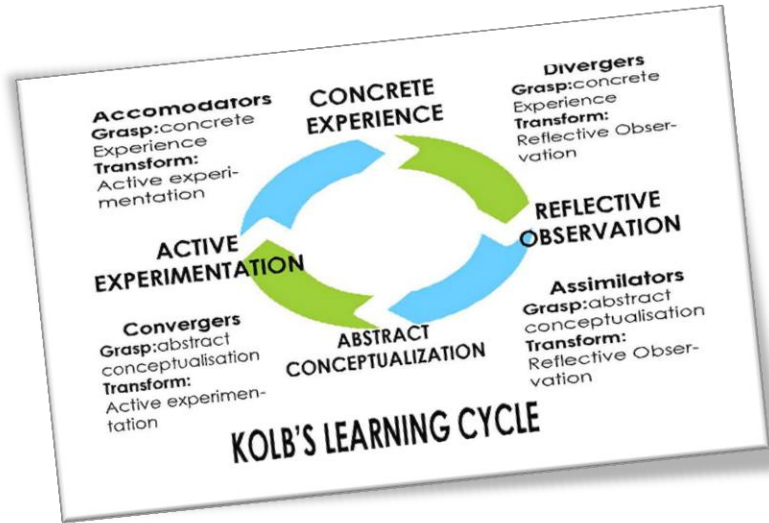 Accomodators
Grasp:concrete
Experience
Transform:
Active experi-
mentation
CONCRETE
EXPERIENCE
Divergers
Grasp:concrete
Experience
Transform:
Reflective Obser-
vation
ACTIVE
EXPERIMENTATION
REFLECTIVE
OBSERVATION
Convergers
Grasp:abstract
conceptualisation
Transform:
Active experimen-
tation
ABSTRACT
CONCEPTUALIZATION
Assimilators
Grasp:abstract
conceptualisation
Transform:
Reflective Obser-
vation
KOLB'S LEARNING CYCLE